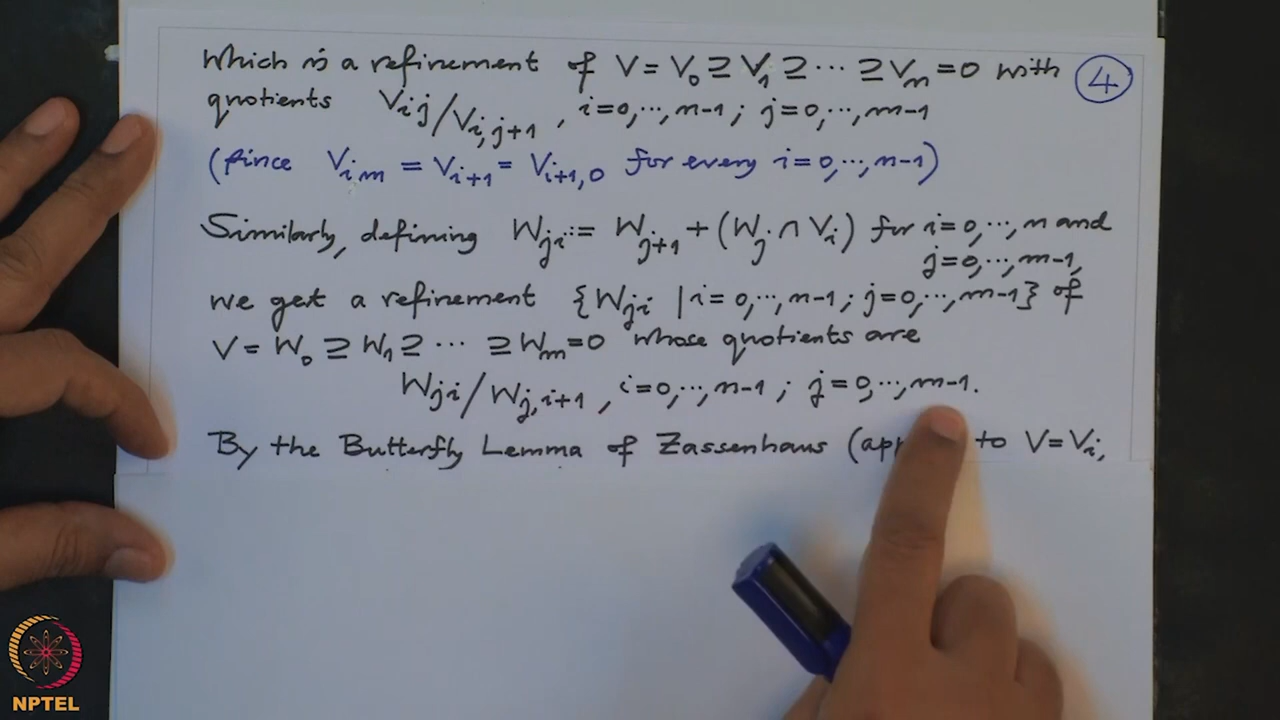 Which is a refinement of V = V₀ ⊇ V₁ ⊇ ⋯ ⊇ Vₘ = 0 with ④
quotients Vᵢⱼ/Vᵢ,ⱼ₊₁ , i=0,⋯,n-1 ; j=0,⋯,m-1
(since Vᵢ,ₘ = Vᵢ₊₁ = Vᵢ₊₁,₀ for every i=0,⋯,n-1)
Similarly, defining Wⱼᵢ := Wⱼ₊₁ + (Wⱼ ∩ Vᵢ) for i=0,⋯,n and
j=0,⋯,m-1,
we get a refinement {Wⱼᵢ | i=0,⋯,n-1 ; j=0,⋯,m-1} of
V = W₀ ⊇ W₁ ⊇ ⋯ ⊇ Wₘ = 0 whose quotients are
Wⱼᵢ/Wⱼ,ᵢ₊₁ , i=0,⋯,n-1 ; j=0,⋯,m-1.
By the Butterfly Lemma of Zassenhaus ( to V=Vᵢ,
NPTEL